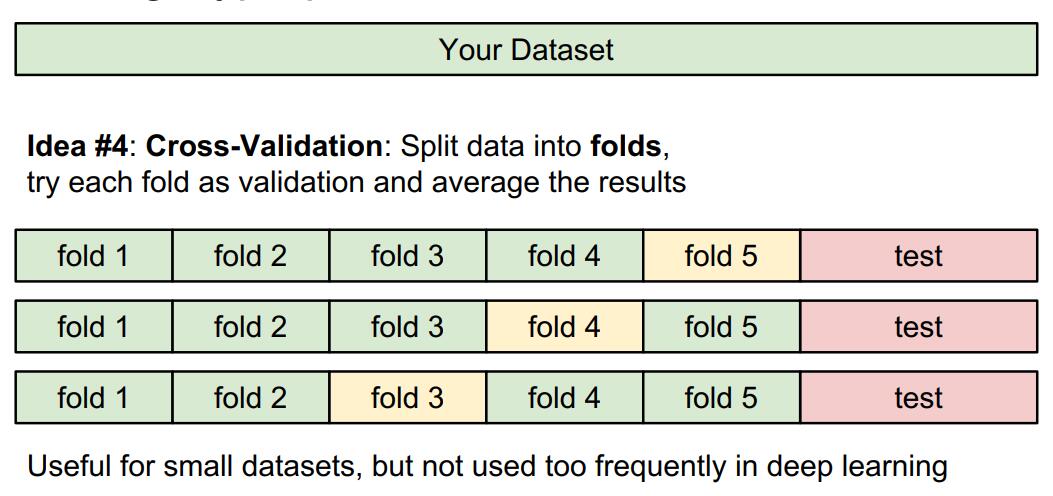 Your Dataset
Idea #4: Cross-Validation: Split data into folds,
try each fold as validation and average the results
fold 1 fold 2 fold 3 fold 4 fold 5 test
fold 1 fold 2 fold 3 fold 4 fold 5 test
fold 1 fold 2 fold 3 fold 4 fold 5 test
Useful for small datasets, but not used too frequently in deep learning